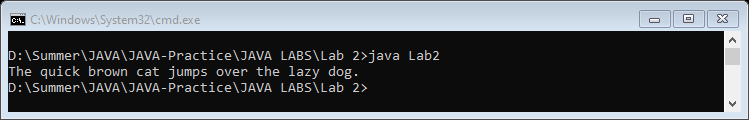 C:\Windows\System32\cmd.exe
D:\Summer\JAVA\JAVA-Practice\JAVA LABS\Lab 2>java Lab2
The quick brown cat jumps over the lazy dog.
D:\Summer\JAVA\JAVA-Practice\JAVA LABS\Lab 2>